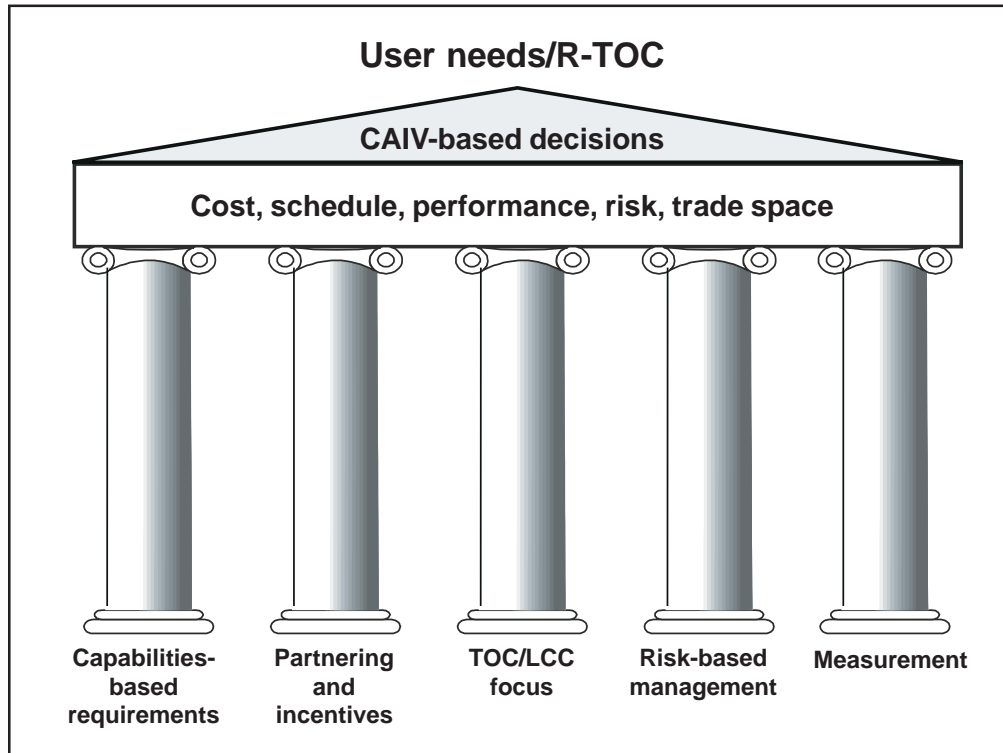 User needs/R-TOC
CAIV-based decisions
Cost, schedule, performance, risk, trade space
Capabilities-
based
requirements
Partnering
and
incentives
TOC/LCC
focus
Risk-based
management
Measurement